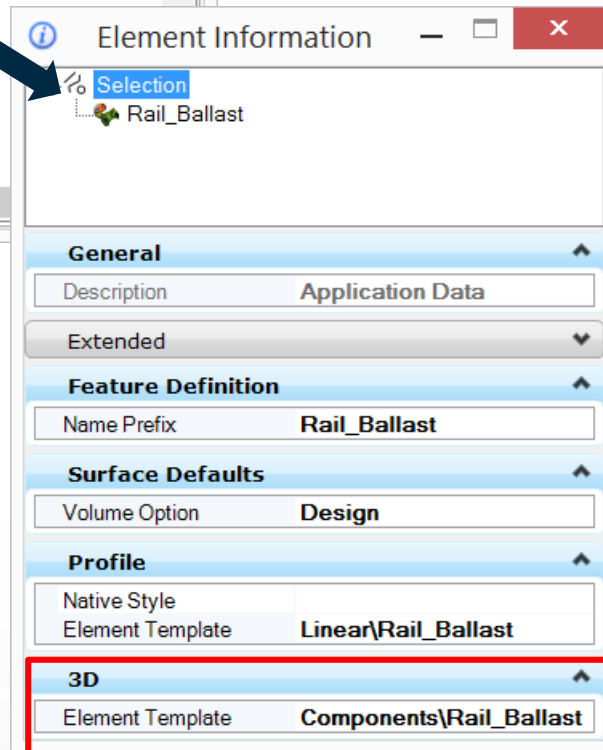 Element Information
Selection
Rail_Ballast
General
Description Application Data
Extended
Feature Definition
Name Prefix Rail_Ballast
Surface Defaults
Volume Option Design
Profile
Native Style
Element Template Linear\Rail_Ballast
3D
Element Template Components\Rail_Ballast